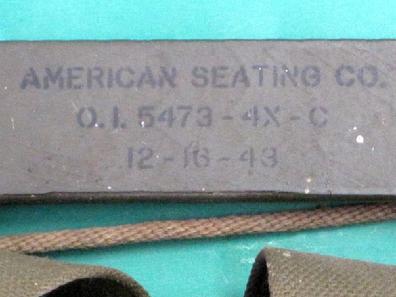 AMERICAN SEATING CO.
O.I. 5473-4X-C
12-16-43